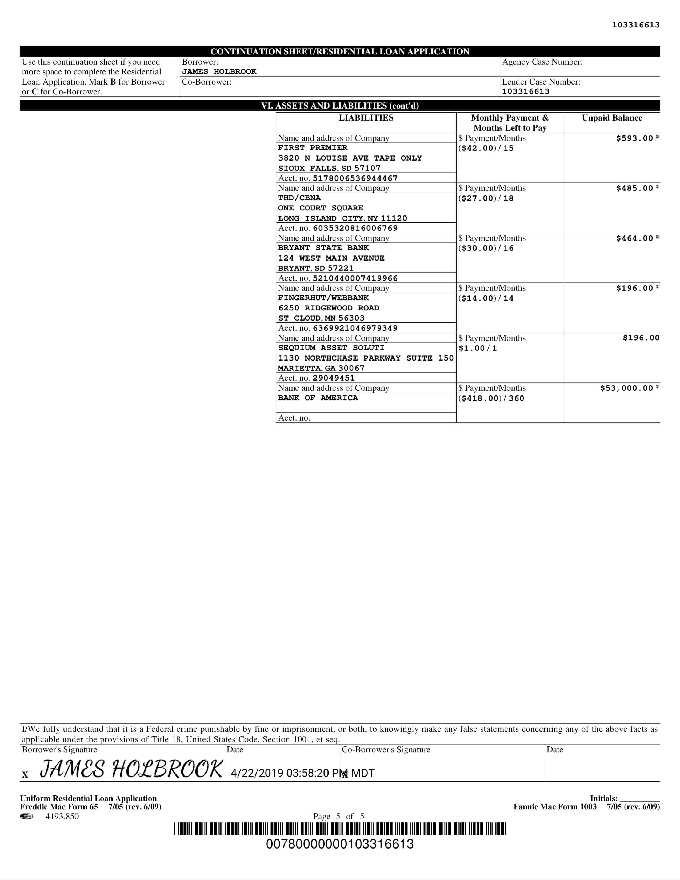 103316613
CONTINUATION SHEET/RESIDENTIAL LOAN APPLICATION
Use this continuation sheet if you need more space to complete the Residential Loan Application. Mark B for Borrower or C for Co-Borrower.
Borrower:
JAMES HOLBROOK
Agency Case Number:
Co-Borrower:
Lender Case Number:
103316613
VI. ASSETS AND LIABILITIES (cont'd)
LIABILITIES
Monthly Payment & Months Left to Pay
Unpaid Balance
Name and address of Company $ Payment/Months $593.00*
FIRST PREMIER ($42.00)/15
3820 N LOUISE AVE TAPE ONLY
SIOUX FALLS, SD 57107
Acct. no. 5178006536944467
Name and address of Company $ Payment/Months $485.00*
THD/CBNA ($27.00)/18
ONE COURT SQUARE
LONG ISLAND CITY, NY 11120
Acct. no. 6035320816006769
Name and address of Company $ Payment/Months $464.00*
BRYANT STATE BANK ($30.00)/16
124 WEST MAIN AVENUE
BRYANT, SD 57221
Acct. no. 5210440007419966
Name and address of Company $ Payment/Months $196.00*
FINGERHUT/WEBBANK ($14.00)/14
6250 RIDGEWOOD ROAD
ST CLOUD, MN 56303
Acct. no. 6369921046979349
Name and address of Company $ Payment/Months $196.00
SEQUIUM ASSET SOLUTI $1.00/1
1130 NORTHCHASE PARKWAY SUITE 150
MARIETTA, GA 30067
Acct. no. 29049451
Name and address of Company $ Payment/Months $53,000.00*
BANK OF AMERICA ($418.00)/360
Acct. no.
I/We fully understand that it is a Federal crime punishable by fine or imprisonment, or both, to knowingly make any false statements concerning any of the above facts as
applicable under the provisions of Title 18, United States Code, Section 1001, et seq.
Borrower's Signature Date Co-Borrower's Signature Date
X JAMES HOLBROOK 4/22/2019 03:58:20 PM MDT X
Uniform Residential Loan Application Initials:
Freddie Mac Form 65 7/05 (rev. 6/09) Fannie Mae Form 1003 7/05 (rev. 6/09)
4193.850 Page 5 of 5
00780000000103316613